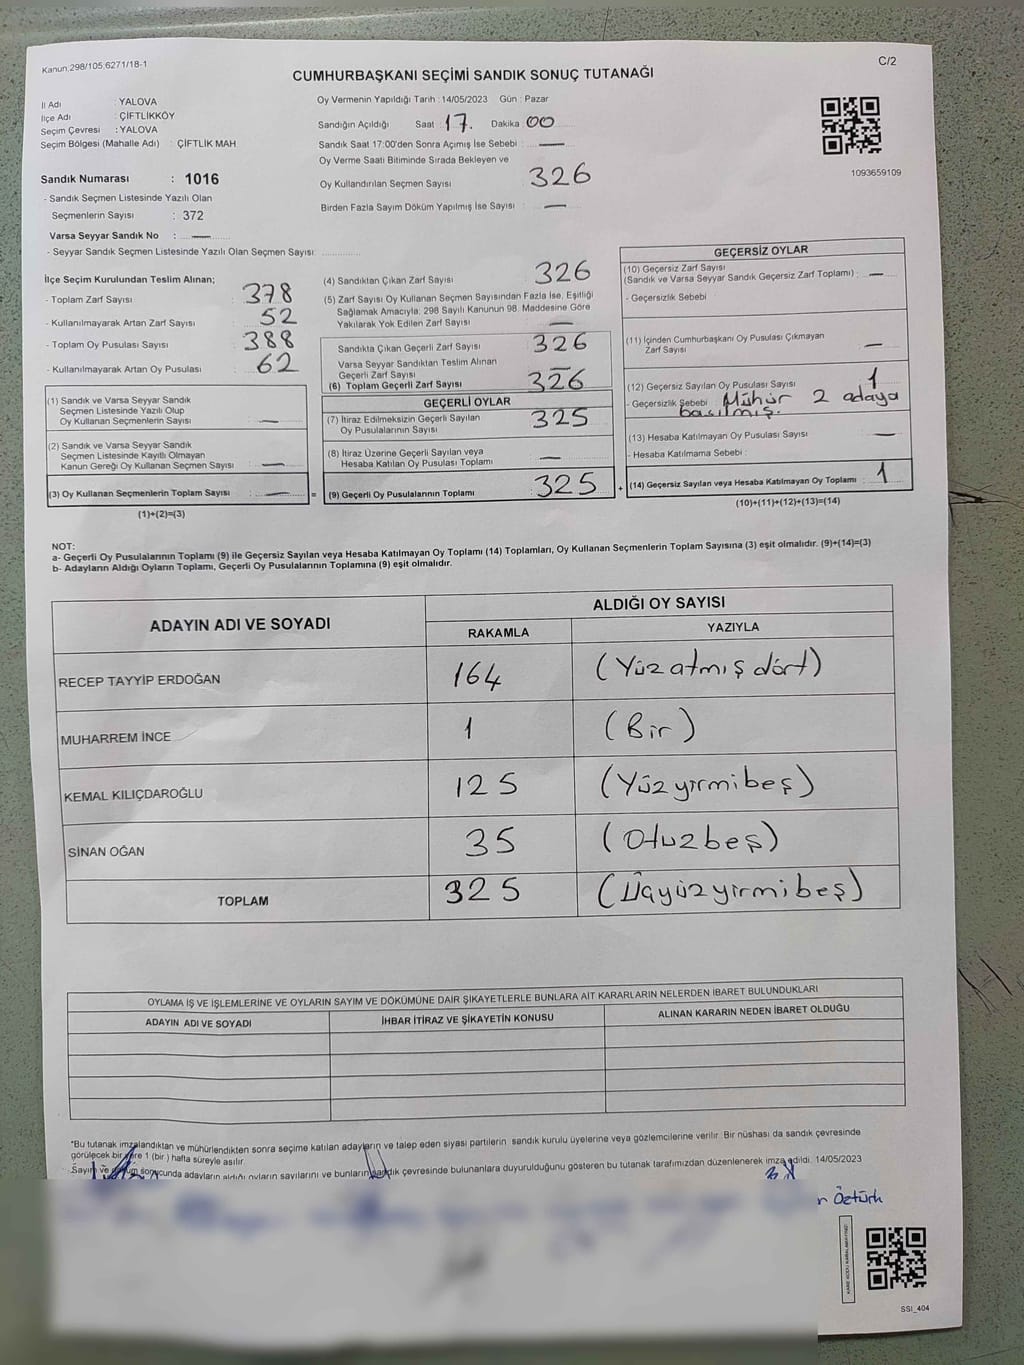 Kanun,298/105,6271/18-1
C/2
CUMHURBAŞKANI SEÇİMİ SANDIK SONUÇ TUTANAĞI
İl Adı : YALOVA
İlçe Adı : ÇİFTLİKKÖY
Seçim Çevresi : YALOVA
Seçim Bölgesi (Mahalle Adı) : ÇİFTLİK MAH
Sandık Numarası : 1016
- Sandık Seçmen Listesinde Yazılı Olan
Seçmenlerin Sayısı : 372
Varsa Seyyar Sandık No : —
- Seyyar Sandık Seçmen Listesinde Yazılı Olan Seçmen Sayısı:
Oy Vermenin Yapıldığı Tarih :14/05/2023 Gün : Pazar
Sandığın Açıldığı Saat 17. Dakika 00
Sandık Saat 17:00'den Sonra Açımış İse Sebebi : —
Oy Verme Saati Bitiminde Sırada Bekleyen ve
Oy Kullandırılan Seçmen Sayısı 326
Birden Fazla Sayım Döküm Yapılmış İse Sayısı : —
1093659109
İlçe Seçim Kurulundan Teslim Alınan;
- Toplam Zarf Sayısı 378
- Kullanılmayarak Artan Zarf Sayısı : 52
- Toplam Oy Pusulası Sayısı 388
- Kullanılmayarak Artan Oy Pusulası : 62
(1) Sandık ve Varsa Seyyar Sandık
Seçmen Listesinde Yazılı Olup
Oy Kullanan Seçmenlerin Sayısı : —
(2) Sandık ve Varsa Seyyar Sandık
Seçmen Listesinde Kayıtlı Olmayan
Kanun Gereği Oy Kullanan Seçmen Sayısı : —
(3) Oy Kullanan Seçmenlerin Toplam Sayısı : — =
(1)+(2)=(3)
(4) Sandıktan Çıkan Zarf Sayısı 326
(5) Zarf Sayısı Oy Kullanan Seçmen Sayısından Fazla İse, Eşitliği
Sağlamak Amacıyla; 298 Sayılı Kanunun 98. Maddesine Göre
Yakılarak Yok Edilen Zarf Sayısı —
Sandıkta Çıkan Geçerli Zarf Sayısı 326
Varsa Seyyar Sandıktan Teslim Alınan
Geçerli Zarf Sayısı —
(6) Toplam Geçerli Zarf Sayısı 326
GEÇERLİ OYLAR
(7) İtiraz Edilmeksizin Geçerli Sayılan
Oy Pusulalarının Sayısı 325
(8) İtiraz Üzerine Geçerli Sayılan veya
Hesaba Katılan Oy Pusulası Toplamı —
(9) Geçerli Oy Pusulalarının Toplamı 325 +
GEÇERSİZ OYLAR
(10) Geçersiz Zarf Sayısı
(Sandık ve Varsa Seyyar Sandık Geçersiz Zarf Toplamı) : —
- Geçersizlik Sebebi
(11) İçinden Cumhurbaşkanı Oy Pusulası Çıkmayan
Zarf Sayısı —
(12) Geçersiz Sayılan Oy Pusulası Sayısı 1
- Geçersizlik Sebebi Mühür 2 adaya
basılmış.
(13) Hesaba Katılmayan Oy Pusulası Sayısı —
- Hesaba Katılmama Sebebi :
(14) Geçersiz Sayılan veya Hesaba Katılmayan Oy Toplamı : 1
(10)+(11)+(12)+(13)=(14)
NOT:
a- Geçerli Oy Pusulalarının Toplamı (9) ile Geçersiz Sayılan veya Hesaba Katılmayan Oy Toplamı (14) Toplamları, Oy Kullanan Seçmenlerin Toplam Sayısına (3) eşit olmalıdır. (9)+(14)=(3)
b- Adayların Aldığı Oyların Toplamı, Geçerli Oy Pusulalarının Toplamına (9) eşit olmalıdır.
ADAYIN ADI VE SOYADI
ALDIĞI OY SAYISI
RAKAMLA YAZIYLA
RECEP TAYYİP ERDOĞAN 164 (Yüzatmışdört)
MUHARREM İNCE 1 (Bir)
KEMAL KILIÇDAROĞLU 125 (Yüzyirmibeş)
SİNAN OĞAN 35 (Otuzbeş)
TOPLAM 325 (Üçyüzyirmibeş)
OYLAMA İŞ VE İŞLEMLERİNE VE OYLARIN SAYIM VE DÖKÜMÜNE DAİR ŞİKAYETLERLE BUNLARA AİT KARARLARIN NELERDEN İBARET BULUNDUKLARI
ADAYIN ADI VE SOYADI İHBAR İTİRAZ VE ŞİKAYETİN KONUSU ALINAN KARARIN NEDEN İBARET OLDUĞU
*Bu tutanak imzalandıktan ve mühürlendikten sonra seçime katılan adayların ve talep eden siyasi partilerin sandık kurulu üyelerine veya gözlemcilerine verilir. Bir nüshası da sandık çevresinde
görülecek bir yere 1 (bir ) hafta süreyle asılır.
Sayım ve döküm sonucunda adayların aldığı oyların sayılarını ve bunların sandık çevresinde bulunanlara duyurulduğunu gösteren bu tutanak tarafımızdan düzenlenerek imza edildi. 14/05/2023
Öztürk
SSI_404